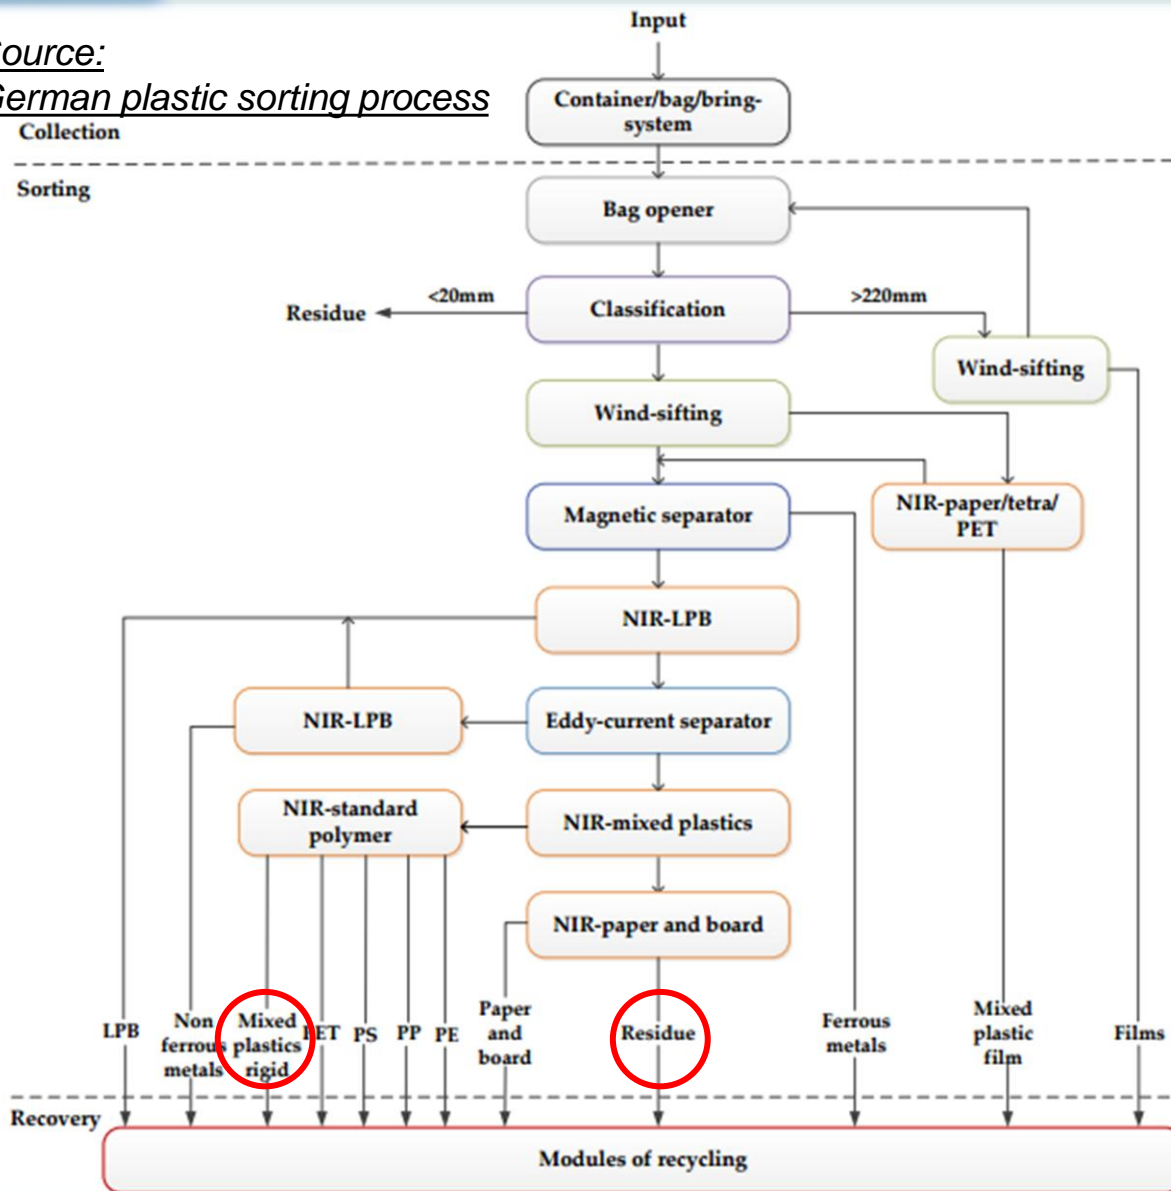 Input
Source:
German plastic sorting process
Container/bag/bring-
system
Collection
Sorting
Bag opener
<20mm
Residue
Classification
>220mm
Wind-sifting
Wind-sifting
NIR-paper/tetra/
PET
Magnetic separator
NIR-LPB
NIR-LPB
Eddy-current separator
NIR-standard
polymer
NIR-mixed plastics
NIR-paper and board
LPB
Non
ferrous
metals
Mixed
plastics
rigid
PET
PS
PP
PE
Paper
and
board
Residue
Ferrous
metals
Mixed
plastic
film
Films
Recovery
Modules of recycling